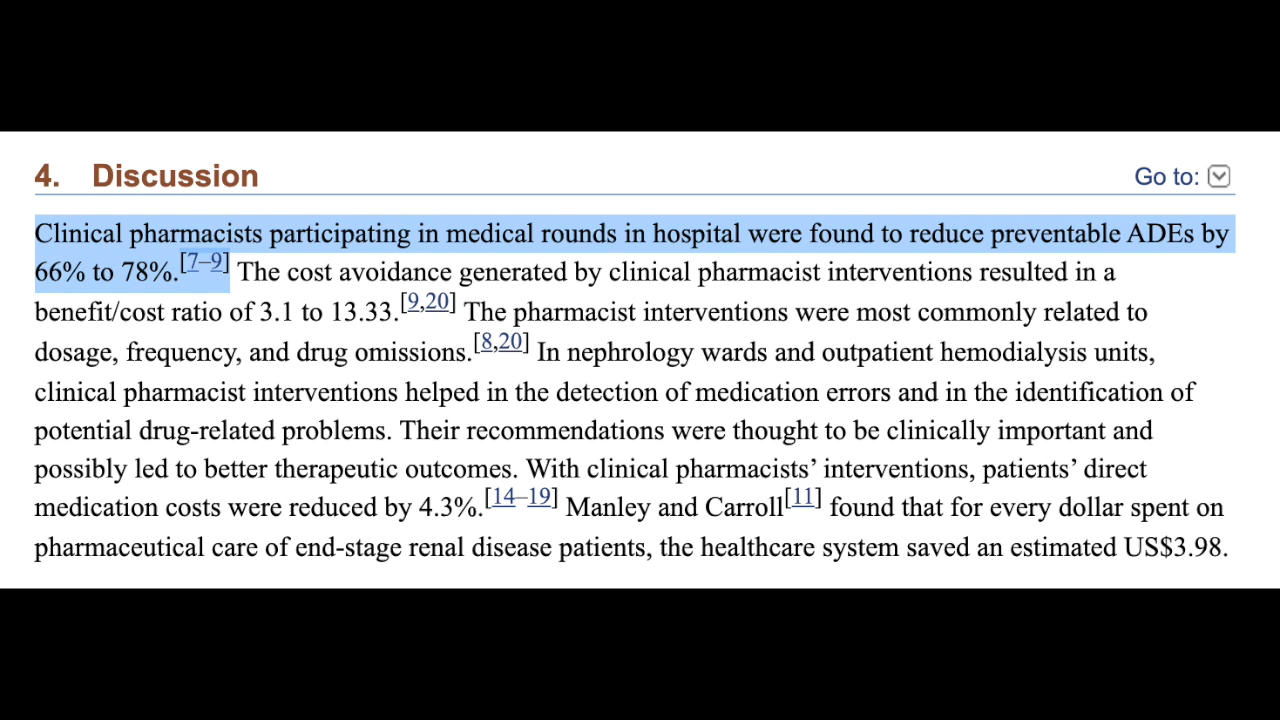 4. Discussion
Go to:
Clinical pharmacists participating in medical rounds in hospital were found to reduce preventable ADEs by
66% to 78%.[7–9] The cost avoidance generated by clinical pharmacist interventions resulted in a
benefit/cost ratio of 3.1 to 13.33.[9,20] The pharmacist interventions were most commonly related to
dosage, frequency, and drug omissions.[8,20] In nephrology wards and outpatient hemodialysis units,
clinical pharmacist interventions helped in the detection of medication errors and in the identification of
potential drug-related problems. Their recommendations were thought to be clinically important and
possibly led to better therapeutic outcomes. With clinical pharmacists’ interventions, patients’ direct
medication costs were reduced by 4.3%.[14–19] Manley and Carroll[11] found that for every dollar spent on
pharmaceutical care of end-stage renal disease patients, the healthcare system saved an estimated US$3.98.